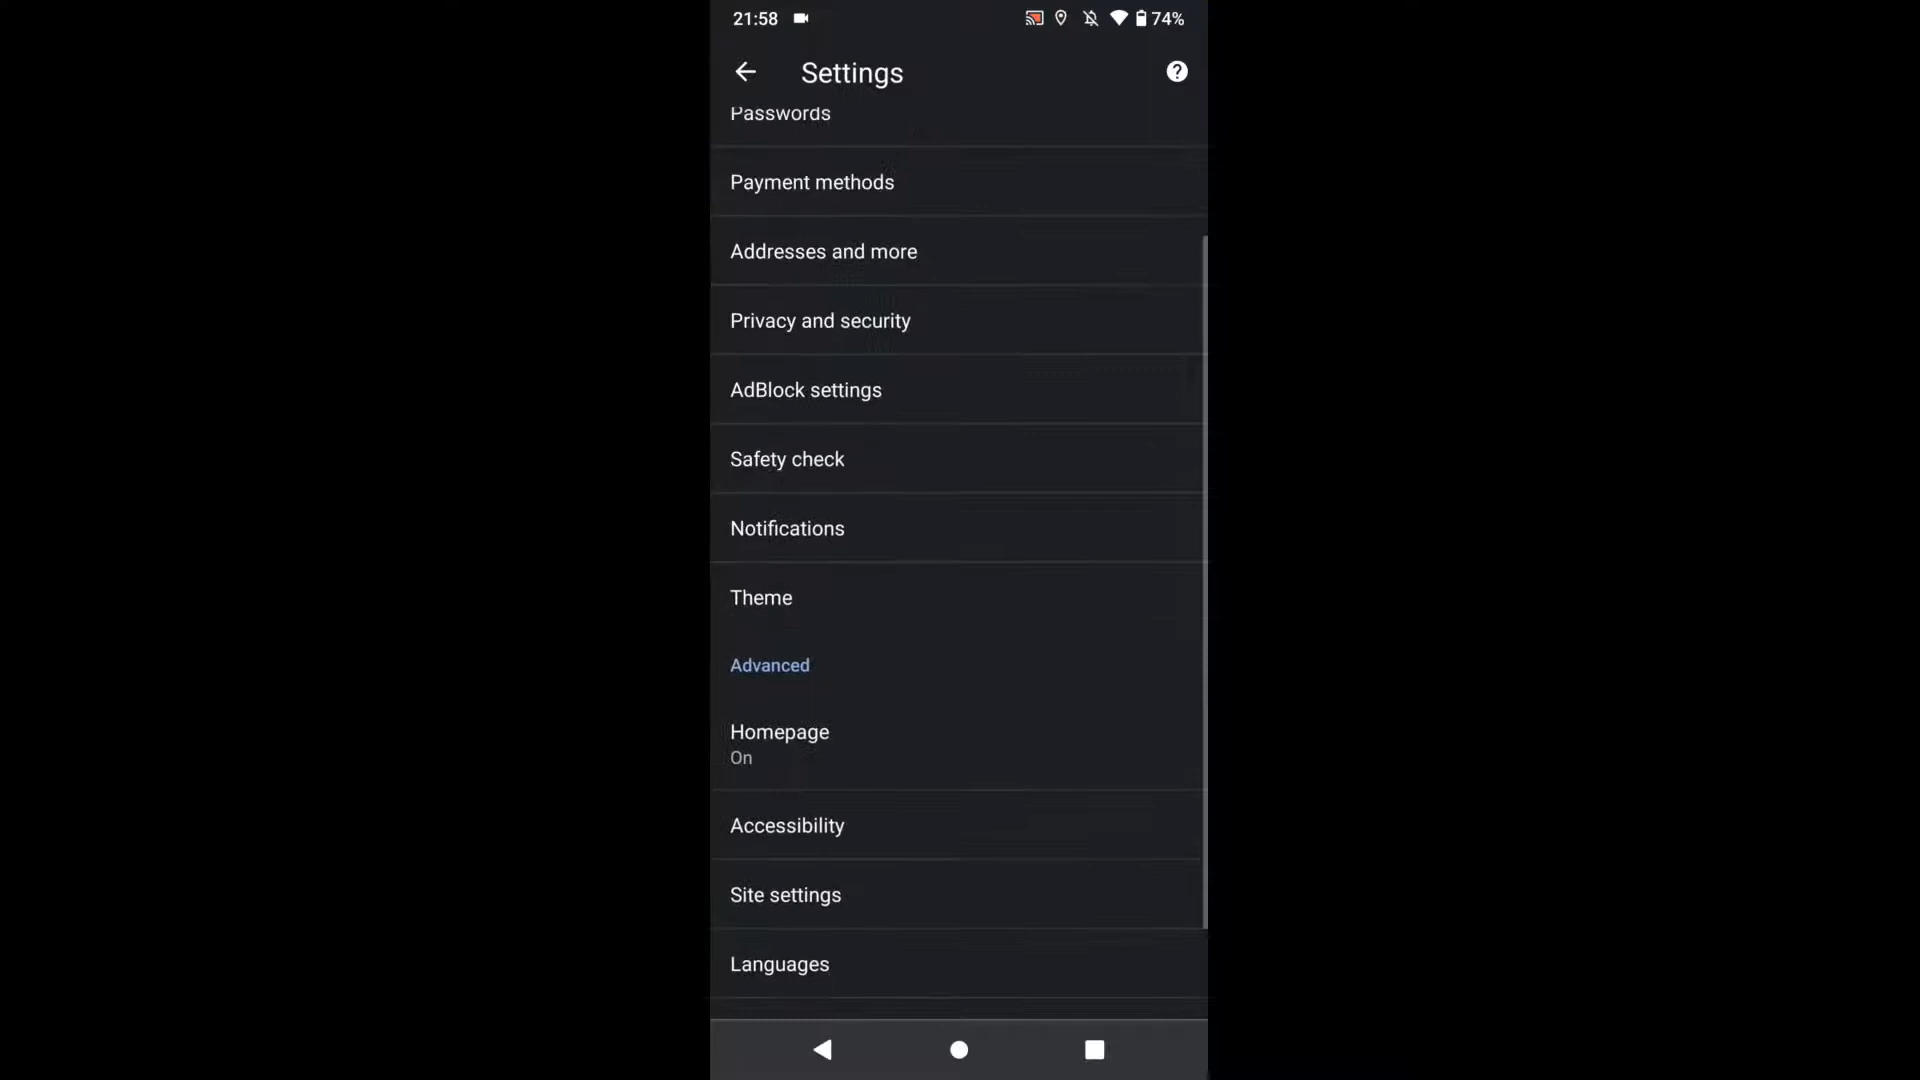 21:58 74%
Settings
Passwords
Payment methods
Addresses and more
Privacy and security
AdBlock settings
Safety check
Notifications
Theme
Advanced
Homepage
On
Accessibility
Site settings
Languages